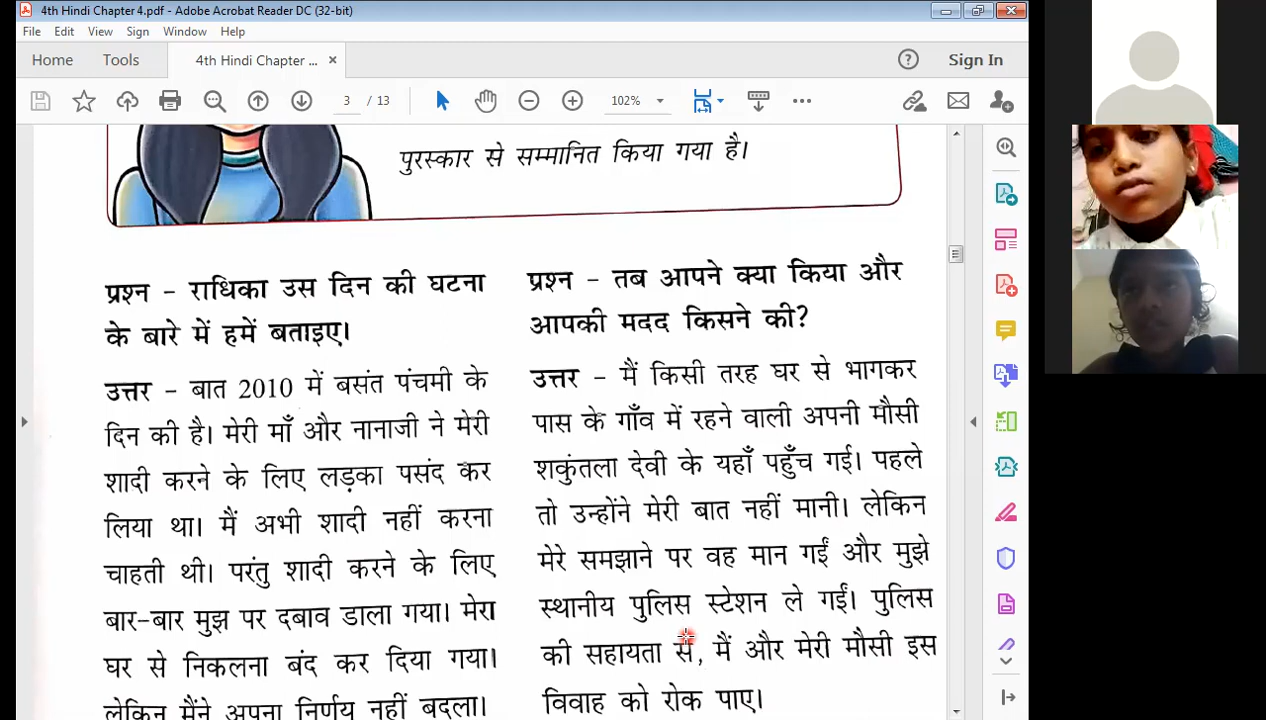 4th Hindi Chapter 4.pdf - Adobe Acrobat Reader DC (32-bit)
File Edit View Sign Window Help
Home Tools 4th Hindi Chapter ... × Sign In
3 / 13 102%
पुरस्कार से सम्मानित किया गया है।
प्रश्न - राधिका उस दिन की घटना
के बारे में हमें बताइए।
उत्तर - बात 2010 में बसंत पंचमी के
दिन की है। मेरी माँ और नानाजी ने मेरी
शादी करने के लिए लड़का पसंद कर
लिया था। मैं अभी शादी नहीं करना
चाहती थी। परंतु शादी करने के लिए
बार-बार मुझ पर दबाव डाला गया। मेरा
घर से निकलना बंद कर दिया गया।
लेकिन मैंने अपना निर्णय नहीं बदला।
प्रश्न - तब आपने क्या किया और
आपकी मदद किसने की?
उत्तर - मैं किसी तरह घर से भागकर
पास के गाँव में रहने वाली अपनी मौसी
शकुंतला देवी के यहाँ पहुँच गई। पहले
तो उन्होंने मेरी बात नहीं मानी। लेकिन
मेरे समझाने पर वह मान गईं और मुझे
स्थानीय पुलिस स्टेशन ले गईं। पुलिस
की सहायता से, मैं और मेरी मौसी इस
विवाह को रोक पाए।